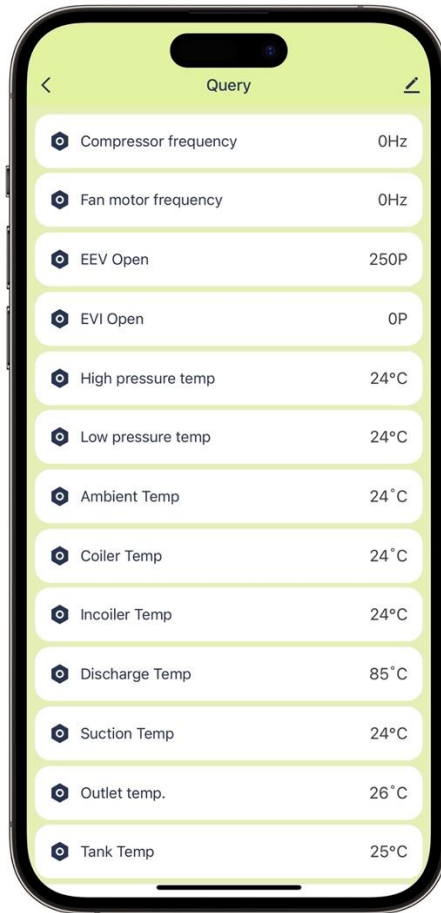 Query
Compressor frequency 0Hz
Fan motor frequency 0Hz
EEV Open 250P
EVI Open 0P
High pressure temp 24°C
Low pressure temp 24°C
Ambient Temp 24˚C
Coiler Temp 24˚C
Incoiler Temp 24°C
Discharge Temp 85˚C
Suction Temp 24°C
Outlet temp. 26˚C
Tank Temp 25°C